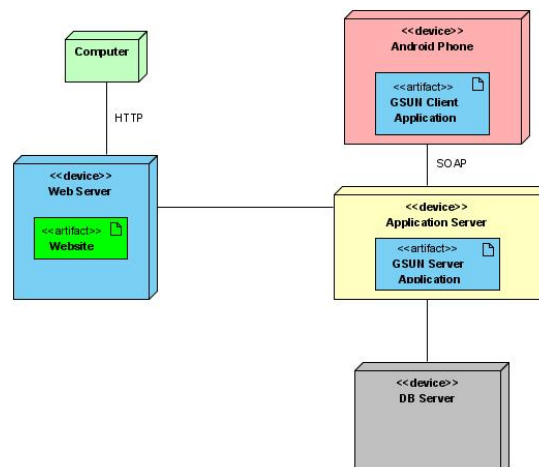 <<device>>
Android Phone
Computer
<<artifact>>
GSUN Client
Application
HTTP
SOAP
<<device>>
Web Server
<<device>>
Application Server
<<artifact>>
Website
<<artifact>>
GSUN Server
Application
<<device>>
DB Server